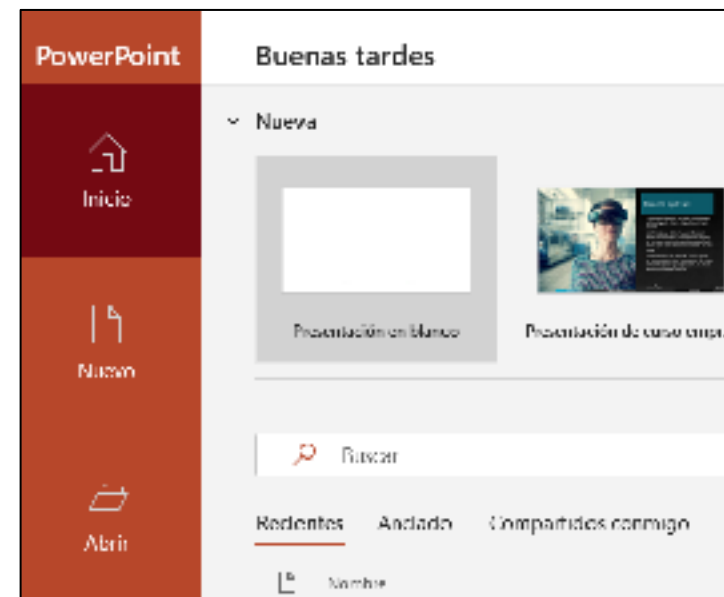 PowerPoint
Buenas tardes
Nueva
Inicio
Presentación en blanco
Presentación de curso empr
Nuevo
Buscar
Recientes
Anclado
Compartidos conmigo
Abrir
Nombre